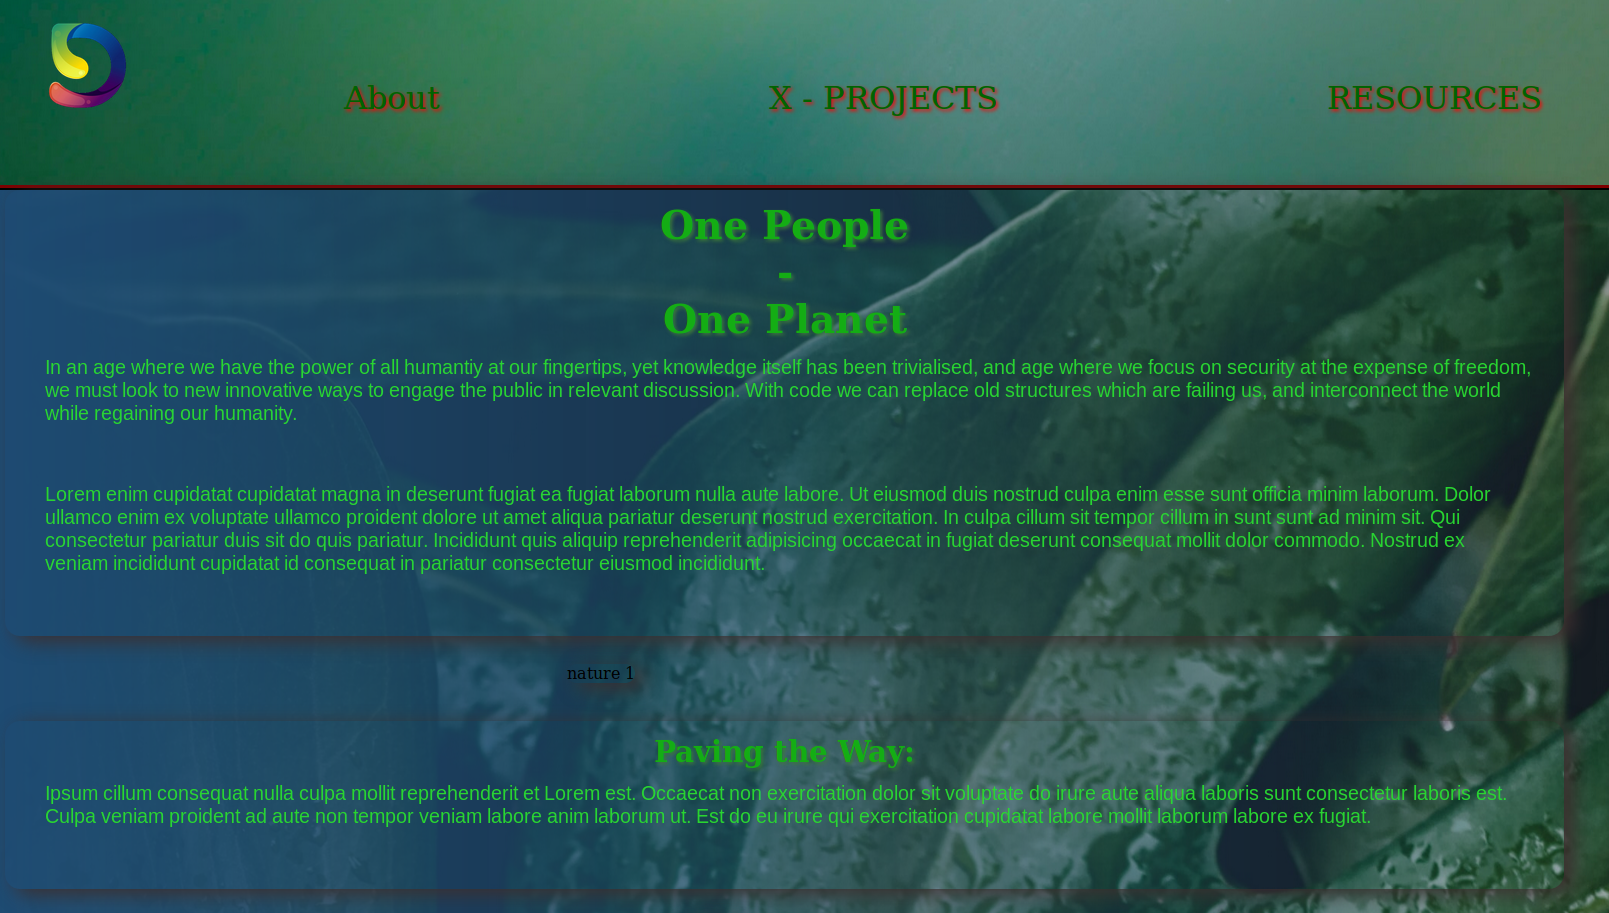 About
X - PROJECTS
RESOURCES
One People
-
One Planet
In an age where we have the power of all humantiy at our fingertips, yet knowledge itself has been trivialised, and age where we focus on security at the expense of freedom,
we must look to new innovative ways to engage the public in relevant discussion. With code we can replace old structures which are failing us, and interconnect the world
while regaining our humanity.
Lorem enim cupidatat cupidatat magna in deserunt fugiat ea fugiat laborum nulla aute labore. Ut eiusmod duis nostrud culpa enim esse sunt officia minim laborum. Dolor
ullamco enim ex voluptate ullamco proident dolore ut amet aliqua pariatur deserunt nostrud exercitation. In culpa cillum sit tempor cillum in sunt sunt ad minim sit. Qui
consectetur pariatur duis sit do quis pariatur. Incididunt quis aliquip reprehenderit adipisicing occaecat in fugiat deserunt consequat mollit dolor commodo. Nostrud ex
veniam incididunt cupidatat id consequat in pariatur consectetur eiusmod incididunt.
nature 1
Paving the Way:
Ipsum cillum consequat nulla culpa mollit reprehenderit et Lorem est. Occaecat non exercitation dolor sit voluptate do irure aute aliqua laboris sunt consectetur laboris est.
Culpa veniam proident ad aute non tempor veniam labore anim laborum ut. Est do eu irure qui exercitation cupidatat labore mollit laborum labore ex fugiat.